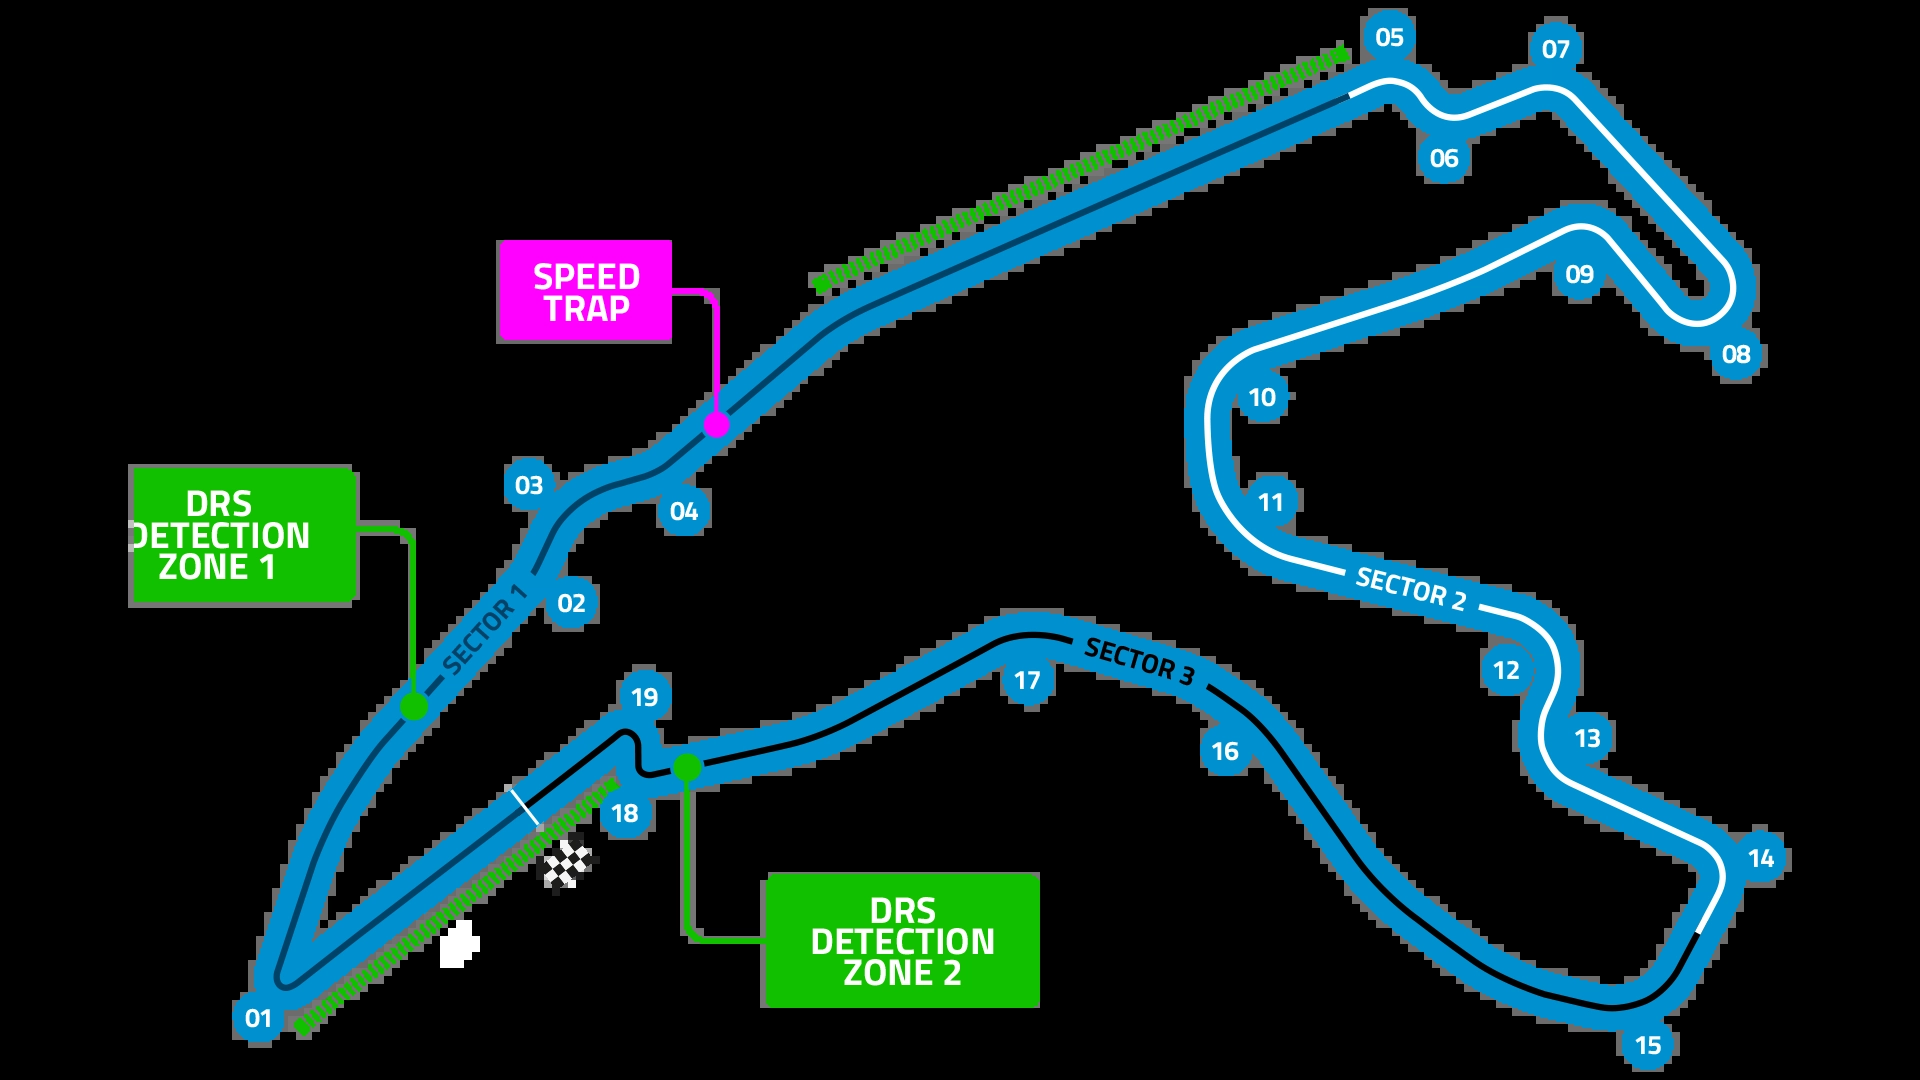 05
07
06
SPEED
TRAP
09
08
10
03
04
11
DRS
DETECTION
ZONE 1
SECTOR 1
02
SECTOR 2
12
SECTOR 3
17
19
13
16
18
14
DRS
DETECTION
ZONE 2
01
15